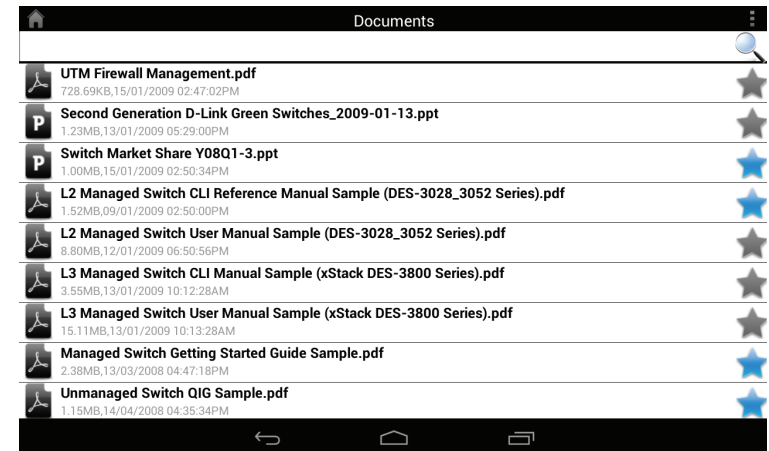 Documents
UTM Firewall Management.pdf
728.69KB,15/01/2009 02:47:02PM
P
Second Generation D-Link Green Switches_2009-01-13.ppt
1.23MB,13/01/2009 05:29:00PM
P
Switch Market Share Y08Q1-3.ppt
1.00MB,15/01/2009 02:50:34PM
L2 Managed Switch CLI Reference Manual Sample (DES-3028_3052 Series).pdf
1.52MB,09/01/2009 02:50:00PM
L2 Managed Switch User Manual Sample (DES-3028_3052 Series).pdf
8.80MB,12/01/2009 06:50:56PM
L3 Managed Switch CLI Manual Sample (xStack DES-3800 Series).pdf
3.55MB,13/01/2009 10:12:28AM
L3 Managed Switch User Manual Sample (xStack DES-3800 Series).pdf
15.11MB,13/01/2009 10:13:28AM
Managed Switch Getting Started Guide Sample.pdf
2.38MB,13/03/2008 04:47:18PM
Unmanaged Switch QIG Sample.pdf
1.15MB,14/04/2008 04:35:34PM